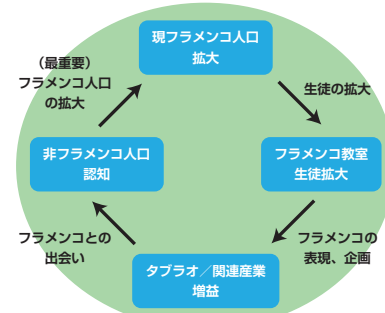 現フラメンコ人口
拡大
(最重要)
フラメンコ人口
の拡大
生徒の拡大
非フラメンコ人口
認知
フラメンコ教室
生徒拡大
フラメンコとの
出会い
フラメンコの
表現、企画
タブラオ/関連産業
増益